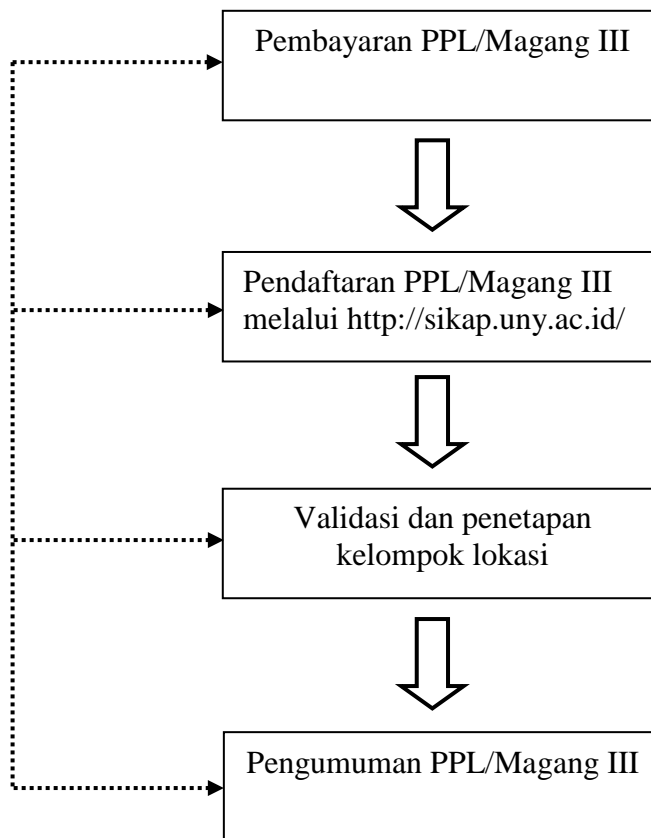 Pembayaran PPL/Magang III
Pendaftaran PPL/Magang III
melalui http://sikap.uny.ac.id/
Validasi dan penetapan
kelompok lokasi
Pengumuman PPL/Magang III